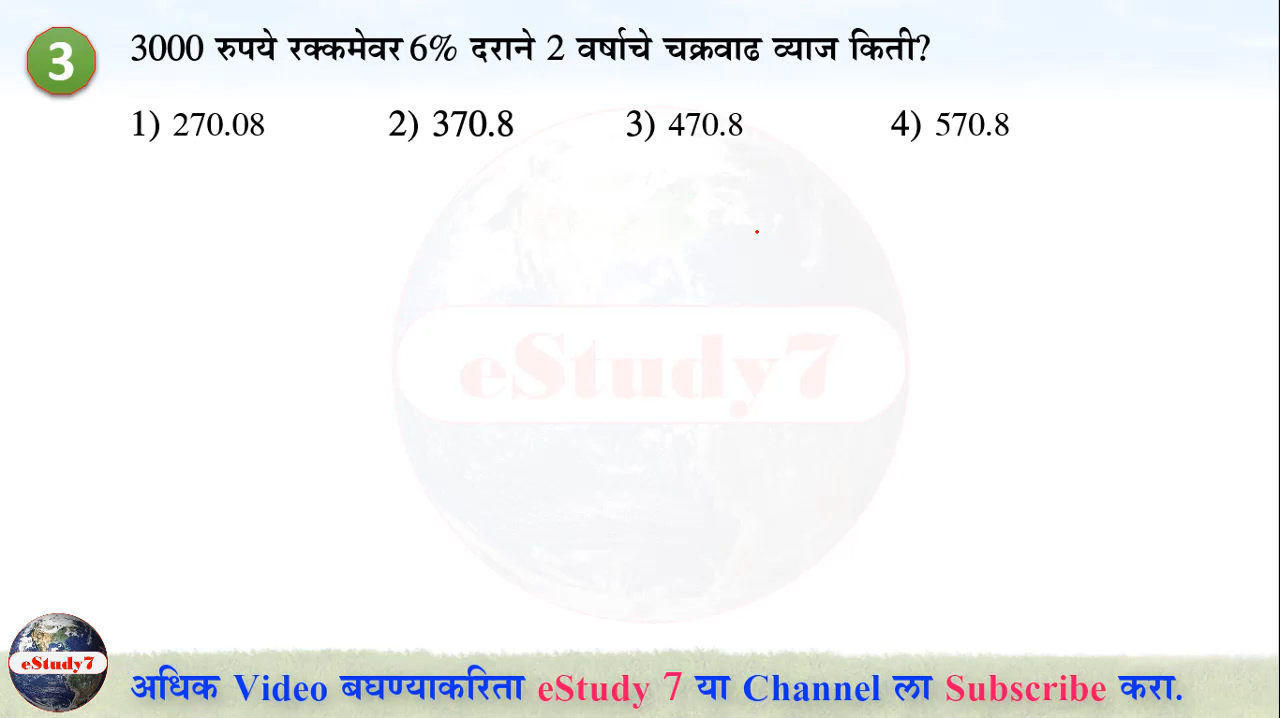 3 3000 रुपये रक्कमेवर 6% दराने 2 वर्षाचे चक्रवाढ व्याज किती?
1) 270.08 2) 370.8 3) 470.8 4) 570.8
eStudy7
eStudy7
अधिक Video बघण्याकरिता eStudy 7 या Channel ला Subscribe करा.